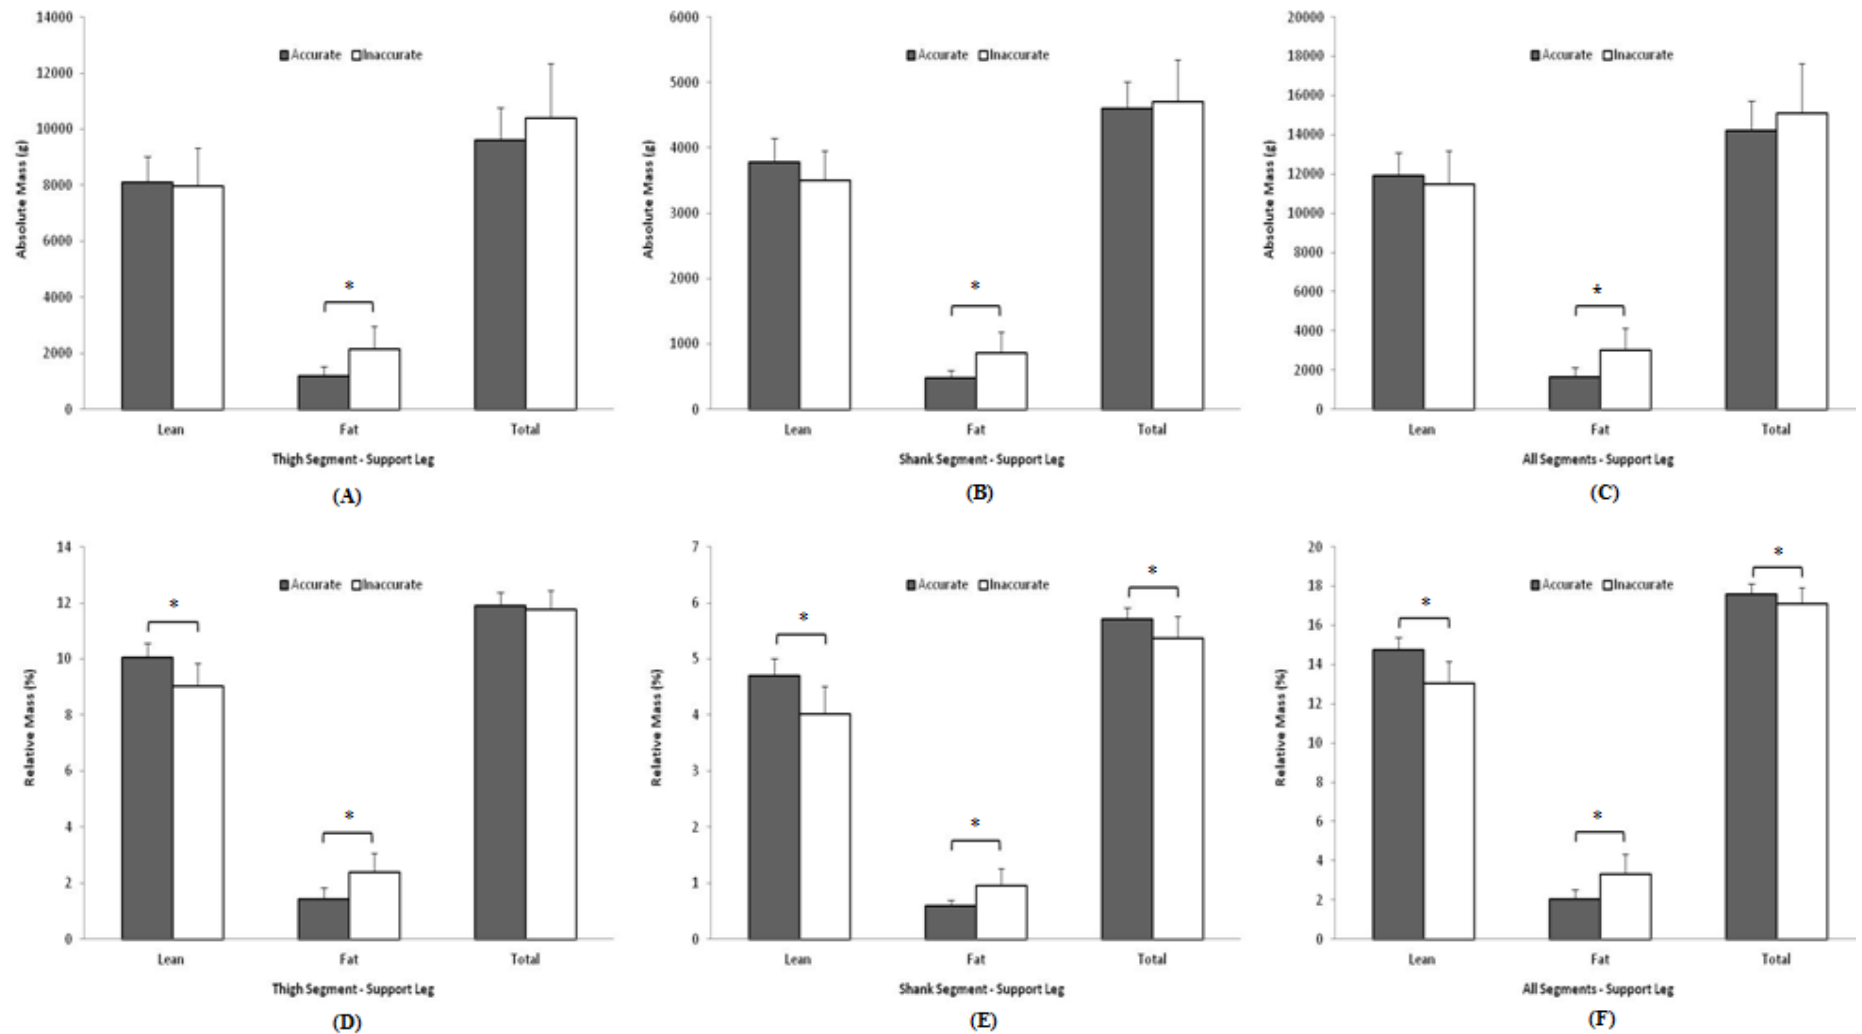 14000
12000
10000
8000
6000
4000
2000
0
Absolute Mass (g)
Accurate Inaccurate
*
Lean Fat Total
Thigh Segment - Support Leg
(A)
6000
5000
4000
3000
2000
1000
0
Absolute Mass (g)
Accurate Inaccurate
*
Lean Fat Total
Shank Segment - Support Leg
(B)
20000
18000
16000
14000
12000
10000
8000
6000
4000
2000
0
Absolute Mass (g)
Accurate Inaccurate
*
Lean Fat Total
All Segments - Support Leg
(C)
14
12
10
8
6
4
2
0
Relative Mass (%)
Accurate Inaccurate
*
*
Lean Fat Total
Thigh Segment - Support Leg
(D)
7
6
5
4
3
2
1
0
Relative Mass (%)
Accurate Inaccurate
*
*
*
Lean Fat Total
Shank Segment - Support Leg
(E)
20
18
16
14
12
10
8
6
4
2
0
Relative Mass (%)
Accurate Inaccurate
*
*
*
Lean Fat Total
All Segments - Support Leg
(F)